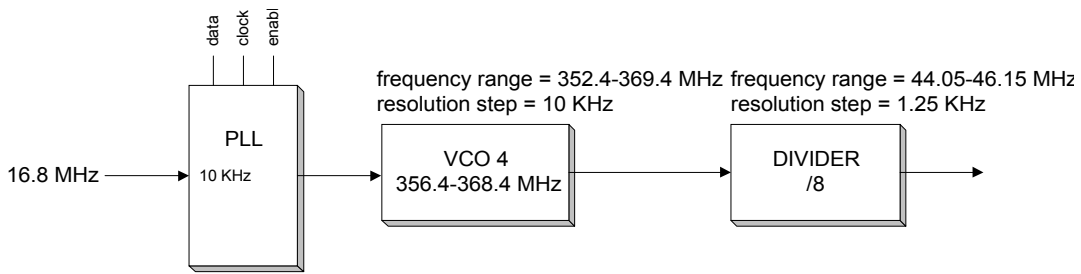 data
clock
enabl
frequency range = 352.4-369.4 MHz
resolution step = 10 KHz
frequency range = 44.05-46.15 MHz
resolution step = 1.25 KHz
PLL
10 KHz
16.8 MHz
VCO 4
356.4-368.4 MHz
DIVIDER
/8